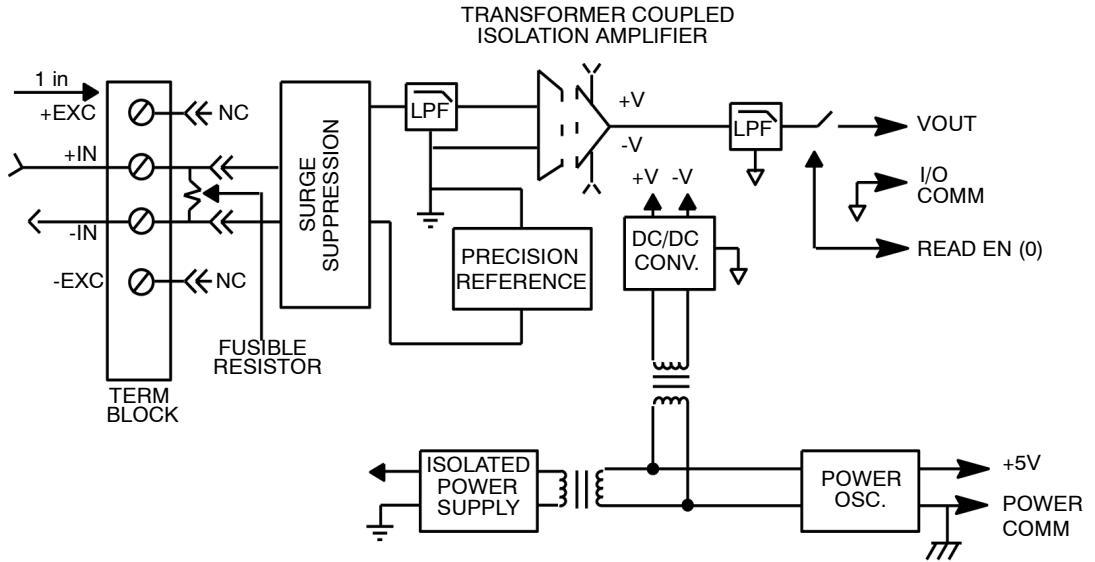 TRANSFORMER COUPLED
ISOLATION AMPLIFIER
1 in
+EXC
NC
+IN
-IN
-EXC
NC
TERM
BLOCK
FUSIBLE
RESISTOR
SURGE
SUPPRESSION
LPF
PRECISION
REFERENCE
+V
-V
LPF
VOUT
I/O
COMM
READ EN (0)
+V -V
DC/DC
CONV.
ISOLATED
POWER
SUPPLY
POWER
OSC.
+5V
POWER
COMM